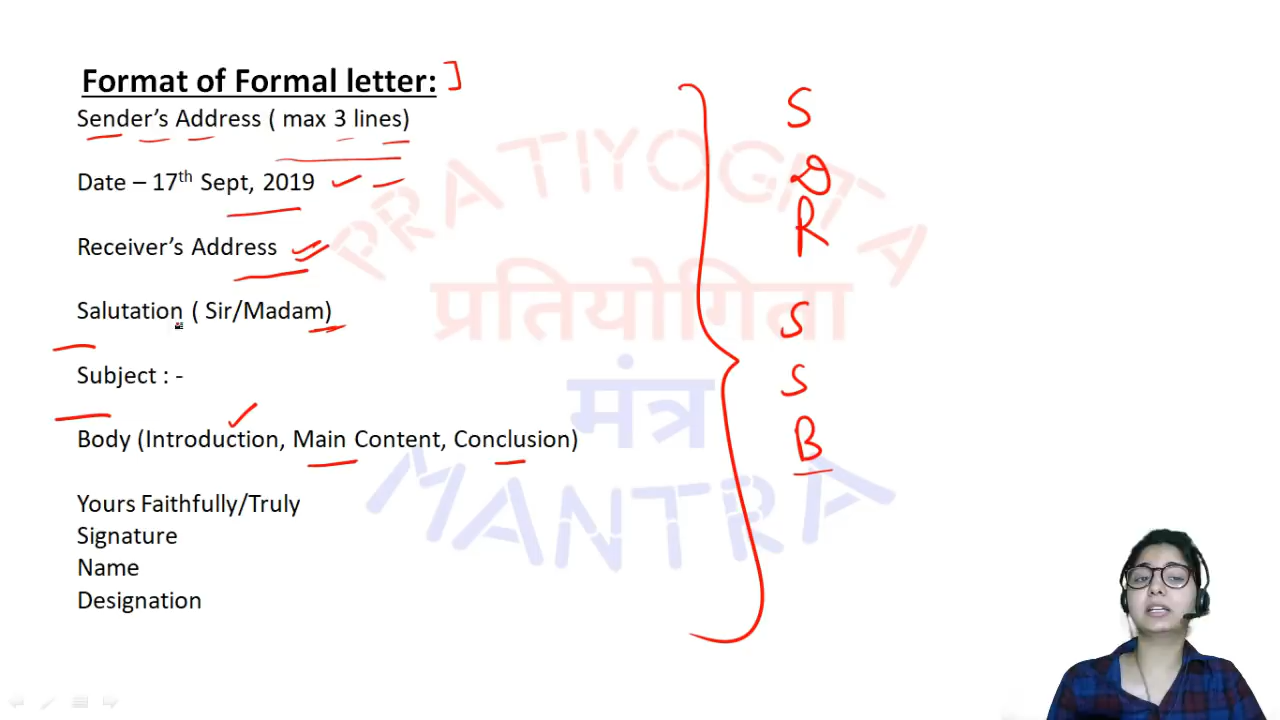 Format of Formal letter:
Sender's Address ( max 3 lines)
Date – 17th Sept, 2019
Receiver's Address
Salutation ( Sir/Madam)
Subject : -
Body (Introduction, Main Content, Conclusion)
Yours Faithfully/Truly
Signature
Name
Designation
S
D
R
S
S
B
PRATIYOGITA
प्रतियोगिता
मंत्र
MANTRA